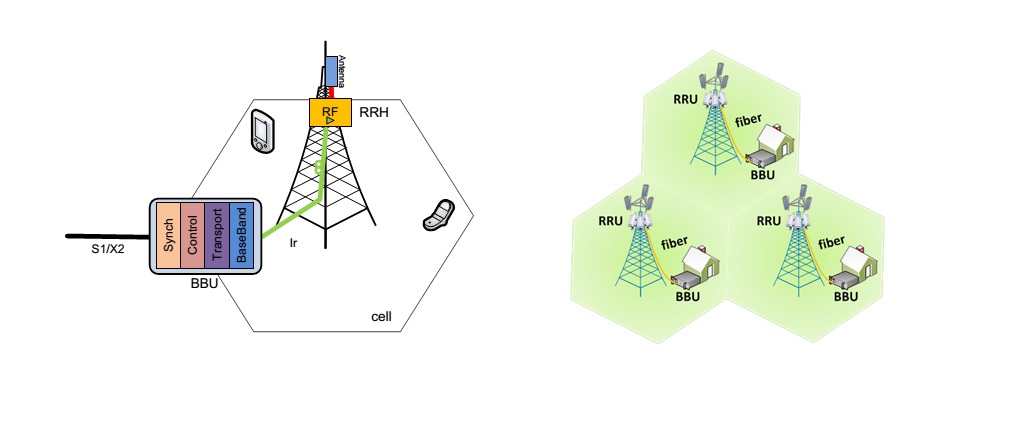 Antenna
RF
RRH
Synch
Control
Transport
BaseBand
S1/X2
Ir
BBU
cell
RRU
fiber
BBU
RRU
fiber
BBU
RRU
fiber
BBU